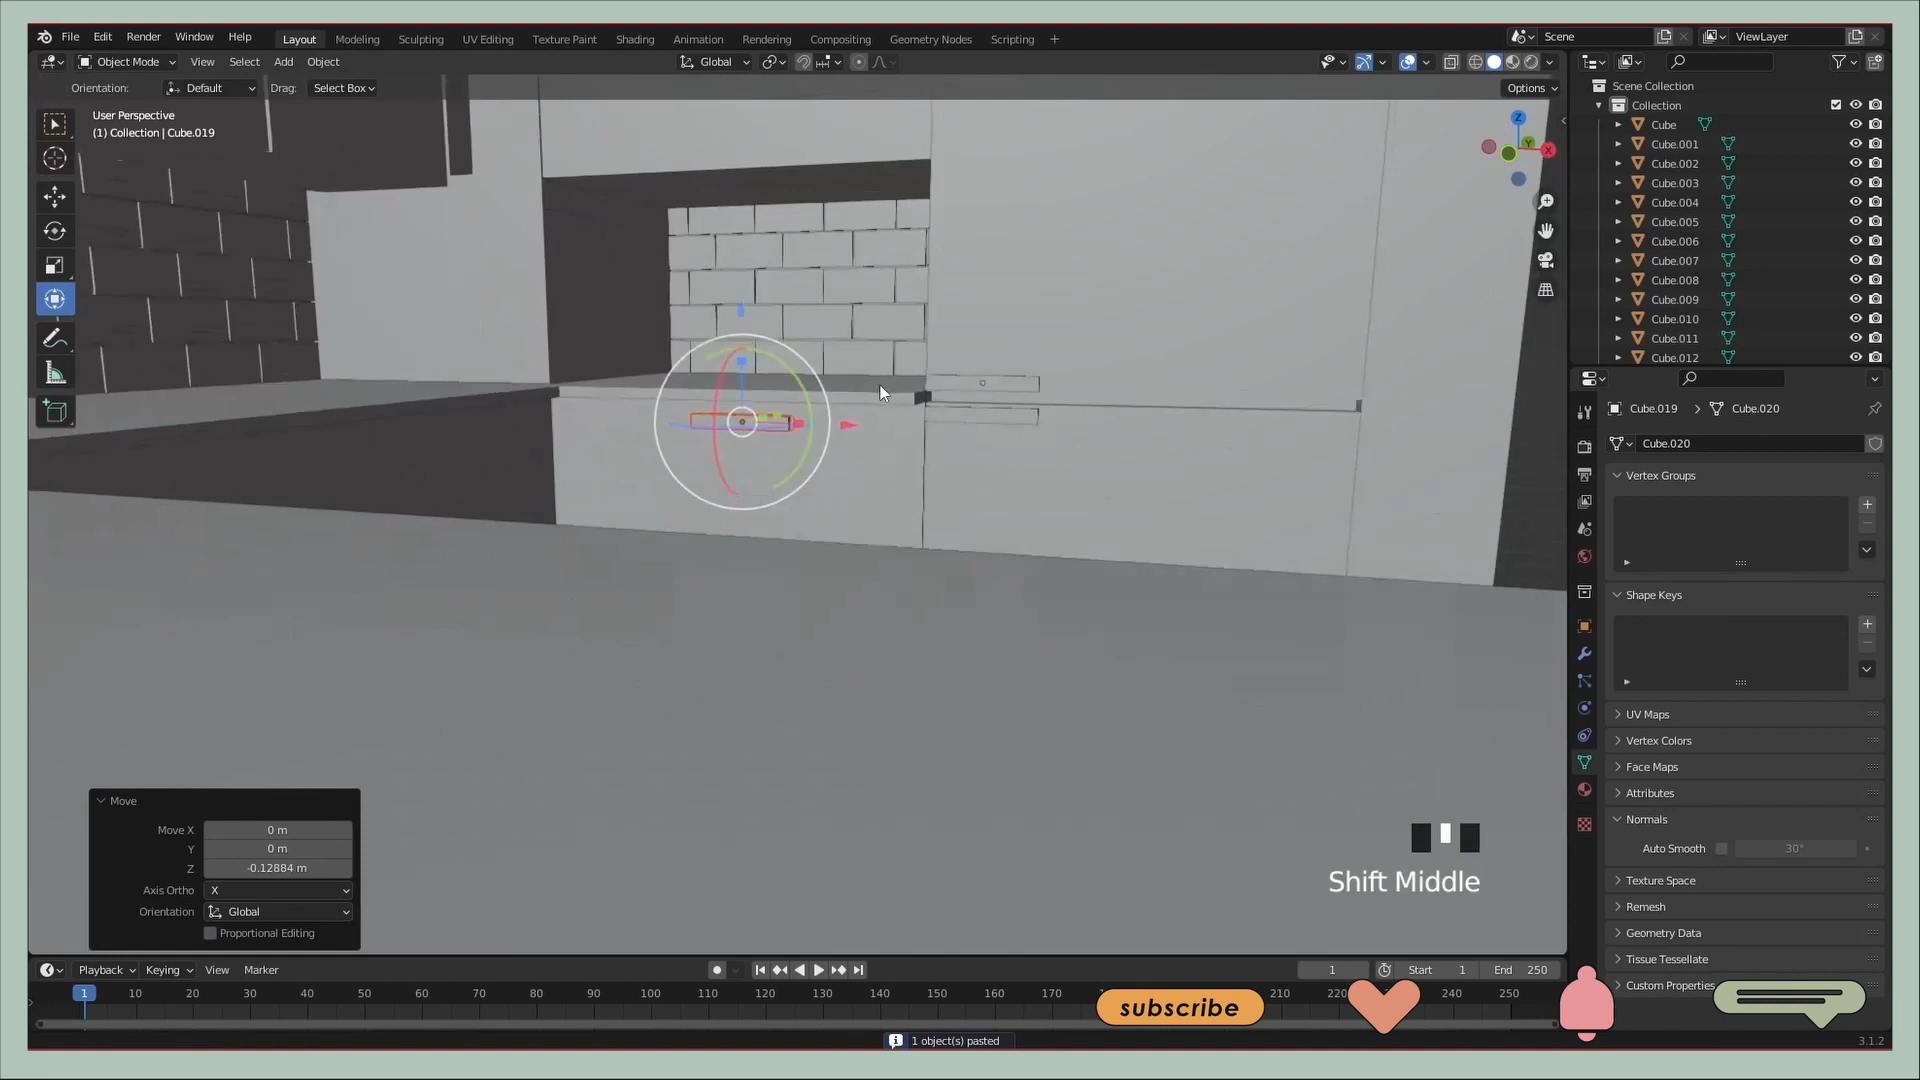 File Edit Render Window Help Layout Modeling Sculpting UV Editing Texture Paint Shading Animation Rendering Compositing Geometry Nodes Scripting + Scene ViewLayer
Object Mode View Select Add Object Global
Orientation: Default Drag: Select Box Options
User Perspective
(1) Collection | Cube.019
Z
Y
X
Scene Collection
Collection
Cube
Cube.001
Cube.002
Cube.003
Cube.004
Cube.005
Cube.006
Cube.007
Cube.008
Cube.009
Cube.010
Cube.011
Cube.012
Cube.019 > Cube.020
Cube.020
Vertex Groups
Shape Keys
UV Maps
Vertex Colors
Face Maps
Attributes
Normals
Auto Smooth 30°
Texture Space
Remesh
Geometry Data
Tissue Tessellate
Custom Properties
Move
Move X 0 m
Y 0 m
Z -0.12884 m
Axis Ortho X
Orientation Global
Proportional Editing
Shift Middle
Playback Keying View Marker 1 Start 1 End 250
1 10 20 30 40 50 60 70 80 90 100 110 120 130 140 150 160 170 210 220 250
subscribe
1 object(s) pasted
3.1.2